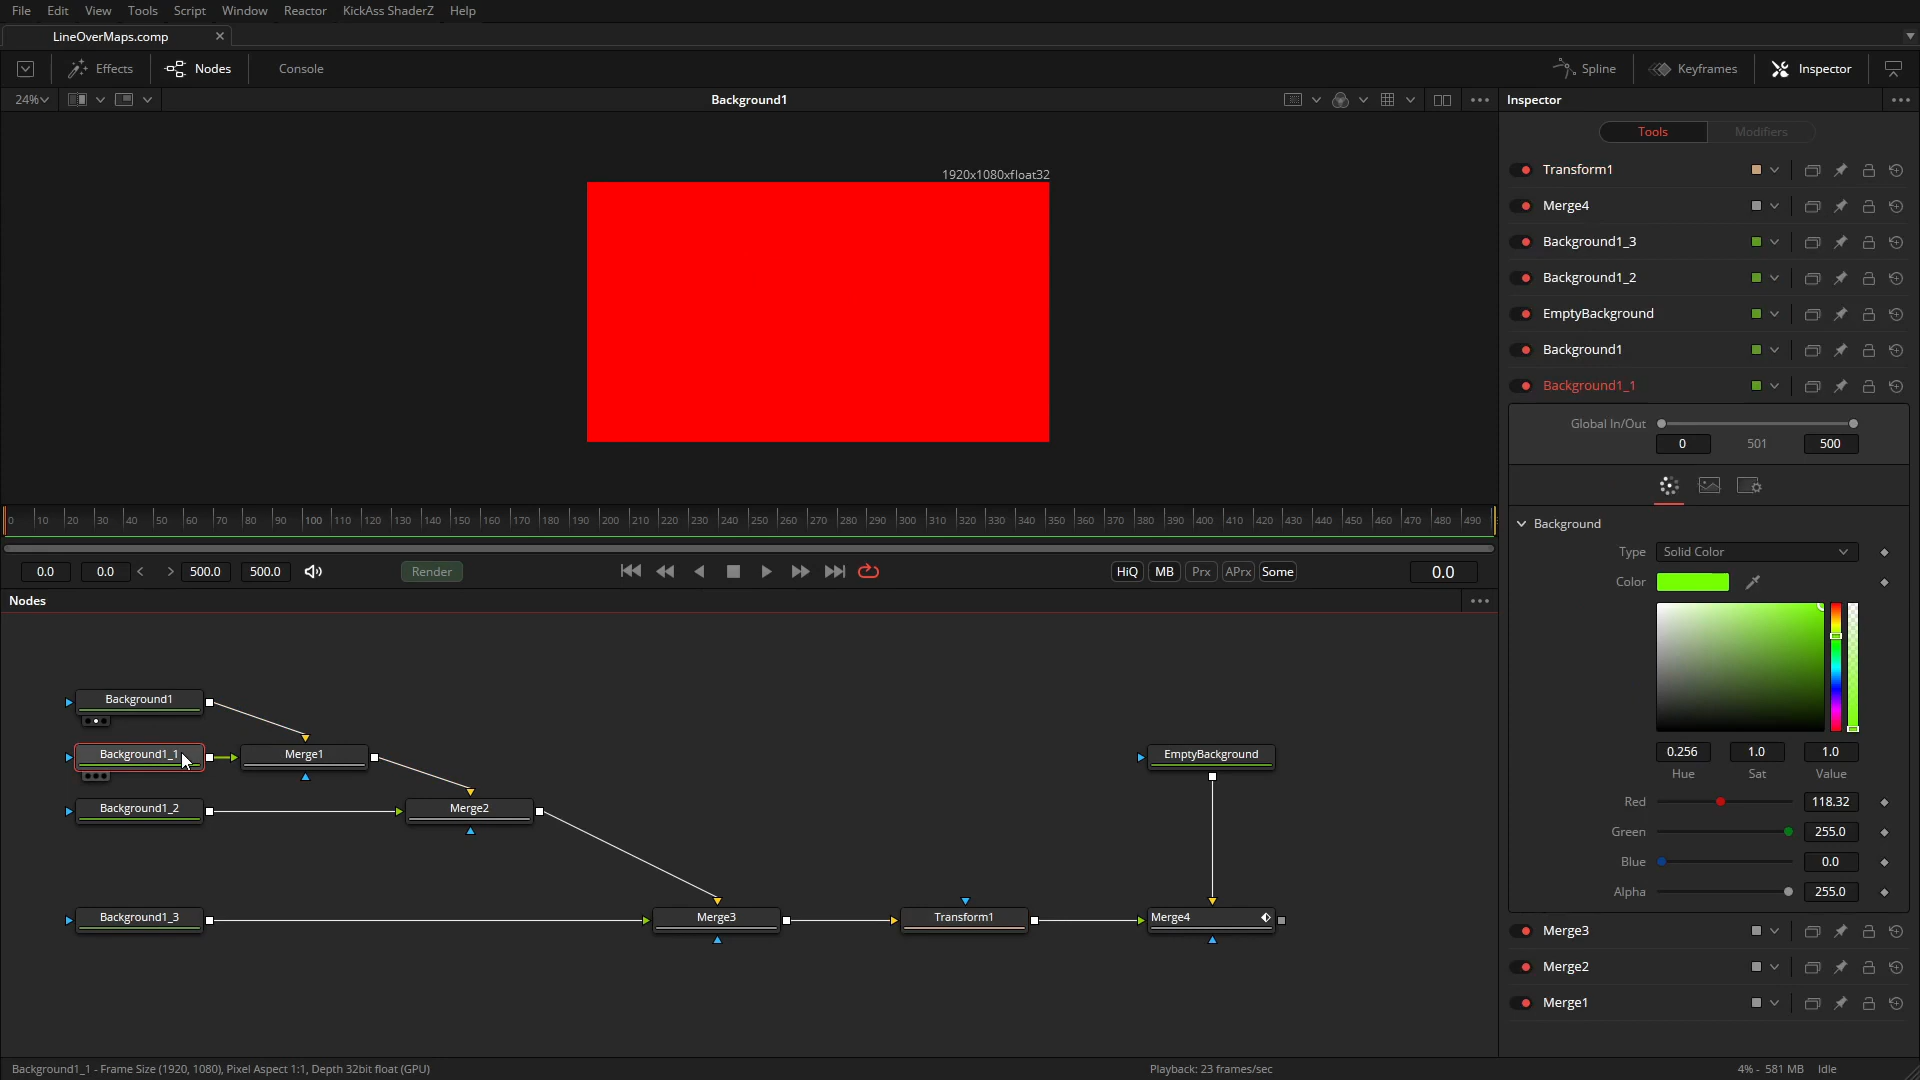 File Edit View Tools Script Window Reactor KickAss ShaderZ Help
LineOverMaps.comp
Effects Nodes Console Spline Keyframes Inspector
24% Background1 Inspector
Tools Modifiers
1920x1080xfloat32
Transform1
Merge4
Background1_3
Background1_2
EmptyBackground
Background1
Background1_1
Global In/Out
0 501 500
Background
Type Solid Color
Color
0.256 1.0 1.0
Hue Sat Value
Red 118.32
Green 255.0
Blue 0.0
Alpha 255.0
Merge3
Merge2
Merge1
0 10 20 30 40 50 60 70 80 90 100 110 120 130 140 150 160 170 180 190 200 210 220 230 240 250 260 270 280 290 300 310 320 330 340 350 360 370 380 390 400 410 420 430 440 450 460 470 480 490
0.0 0.0 < > 500.0 500.0 Render HiQ MB Prx APrx Some 0.0
Nodes
Background1
Background1_1 Merge1 EmptyBackground
Background1_2 Merge2
Background1_3 Merge3 Transform1 Merge4
Background1_1 - Frame Size (1920, 1080), Pixel Aspect 1:1, Depth 32bit float (GPU) Playback: 23 frames/sec 4% - 581 MB Idle